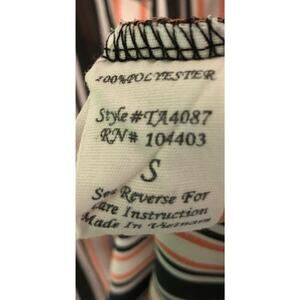 100% POLYESTER
Style # TA4087
RN# 104403
S
See Reverse For
Care Instruction
Made In Vietnam